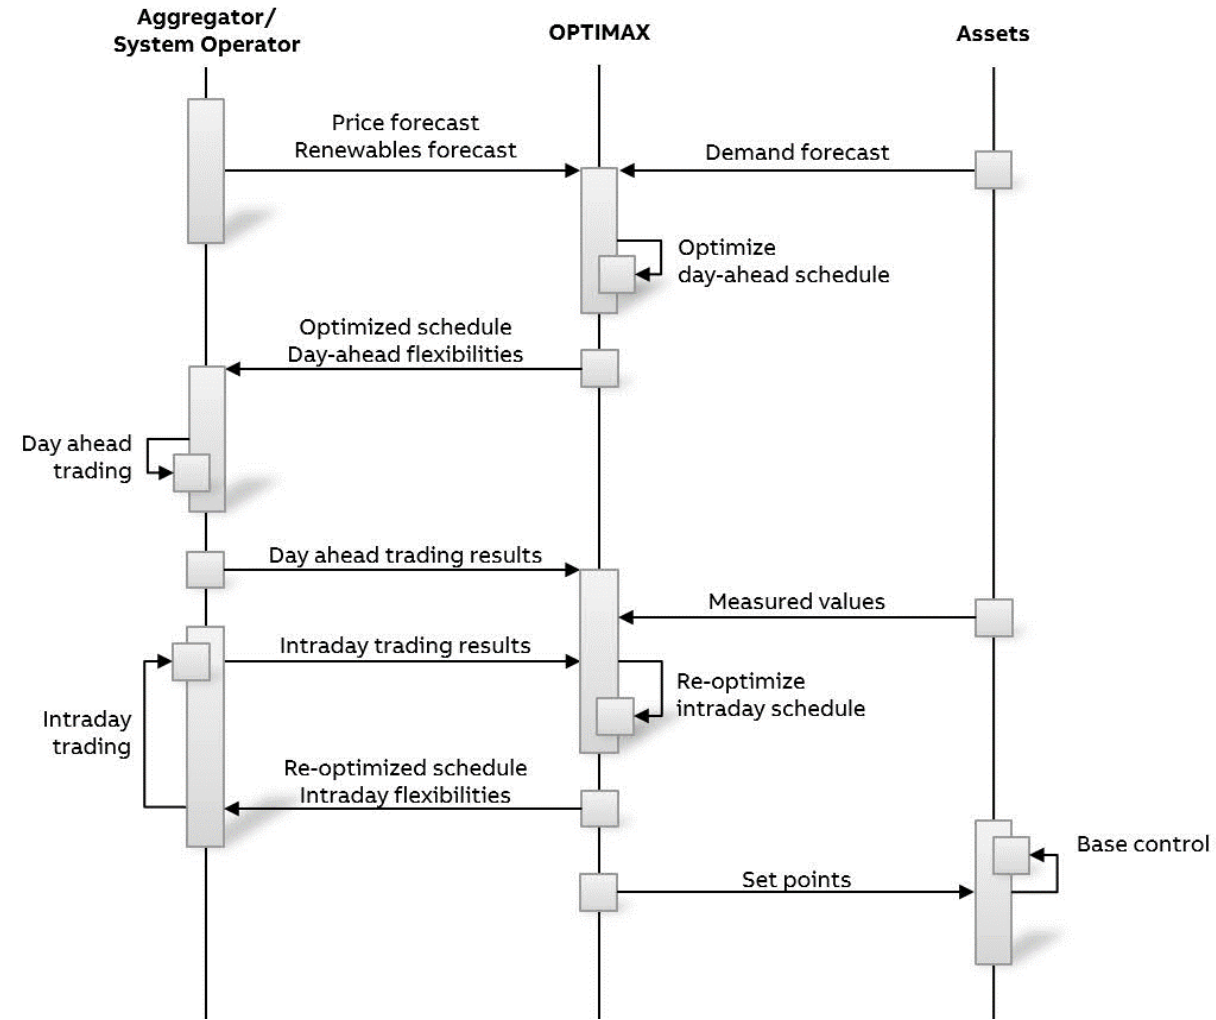 Aggregator/
System Operator
OPTIMAX
Assets
Price forecast
Renewables forecast
Demand forecast
Optimize
day-ahead schedule
Optimized schedule
Day-ahead flexibilities
Day ahead
trading
Day ahead trading results
Measured values
Intraday trading results
Re-optimize
intraday schedule
Intraday
trading
Re-optimized schedule
Intraday flexibilities
Base control
Set points